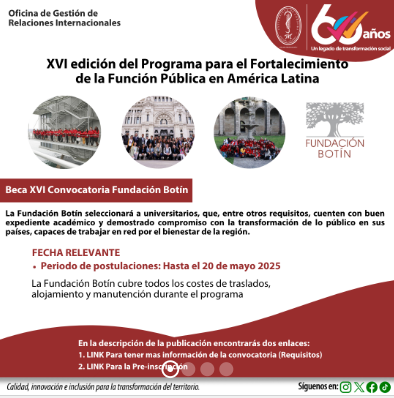 Oficina de Gestión de
Relaciones Internacionales
60 años
Un legado de transformación social
XVI edición del Programa para el Fortalecimiento
de la Función Pública en América Latina
FUNDACIÓN
BOTÍN
Beca XVI Convocatoria Fundación Botín
La Fundación Botín seleccionará a universitarios, que, entre otros requisitos, cuenten con buen
expediente académico y demostrado compromiso con la transformación de lo público en sus
países, capaces de trabajar en red por el bienestar de la región.
FECHA RELEVANTE
• Periodo de postulaciones: Hasta el 20 de mayo 2025
La Fundación Botín cubre todos los costes de traslados,
alojamiento y manutención durante el programa
En la descripción de la publicación encontrarás dos enlaces:
1. LINK Para tener mas información de la convocatoria (Requisitos)
2. LINK Para la Pre-inscripción
Calidad, innovación e inclusión para la transformación del territorio.
Síguenos en: